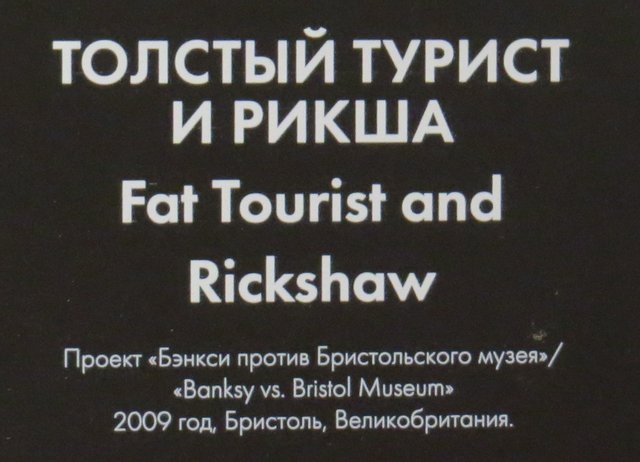 ТОЛСТЫЙ ТУРИСТ
И РИКША
Fat Tourist and
Rickshaw
Проект «Бэнкси против Бристольского музея»/
«Banksy vs. Bristol Museum»
2009 год, Бристоль, Великобритания.